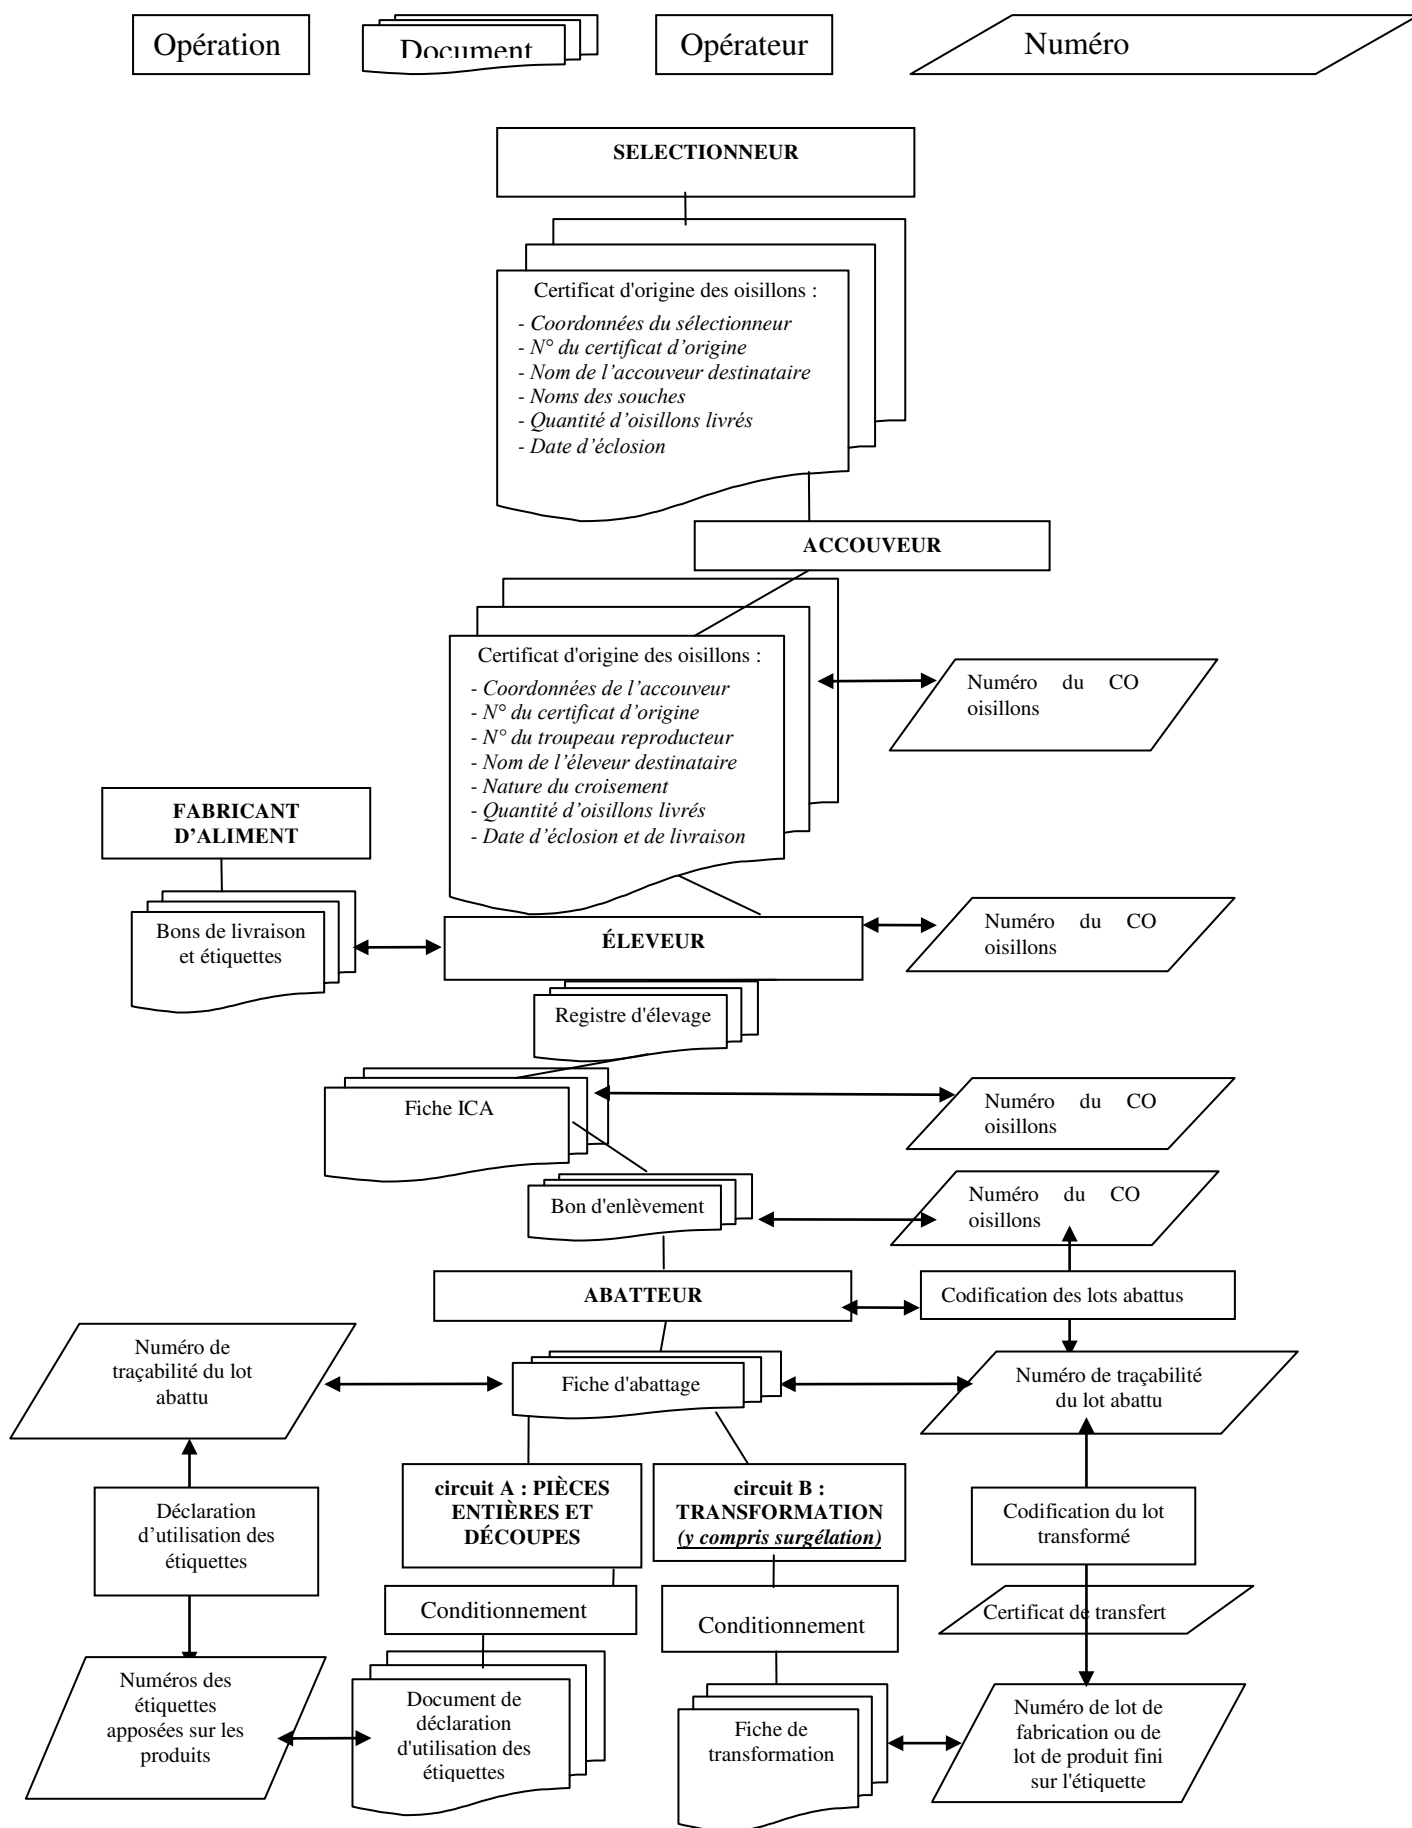 Opération
Document
Opérateur
Numéro
SELECTIONNEUR
Certificat d'origine des oisillons :
- Coordonnées du sélectionneur
- N° du certificat d’origine
- Nom de l’accouveur destinataire
- Noms des souches
- Quantité d’oisillons livrés
- Date d’éclosion
ACCOUVEUR
Certificat d'origine des oisillons :
- Coordonnées de l’accouveur
- N° du certificat d’origine
- N° du troupeau reproducteur
- Nom de l’éleveur destinataire
- Nature du croisement
- Quantité d’oisillons livrés
- Date d’éclosion et de livraison
Numéro du CO
oisillons
FABRICANT
D’ALIMENT
Bons de livraison
et étiquettes
ÉLEVEUR
Numéro du CO
oisillons
Registre d'élevage
Fiche ICA
Numéro du CO
oisillons
Bon d'enlèvement
Numéro du CO
oisillons
ABATTEUR
Codification des lots abattus
Numéro de
traçabilité du lot
abattu
Fiche d'abattage
Numéro de traçabilité
du lot abattu
Déclaration
d’utilisation des
étiquettes
circuit A : PIÈCES
ENTIÈRES ET
DÉCOUPES
circuit B :
TRANSFORMATION
(y compris surgélation)
Codification du lot
transformé
Conditionnement
Conditionnement
Certificat de transfert
Numéros des
étiquettes
apposées sur les
produits
Document de
déclaration
d'utilisation des
étiquettes
Fiche de
transformation
Numéro de lot de
fabrication ou de
lot de produit fini
sur l'étiquette